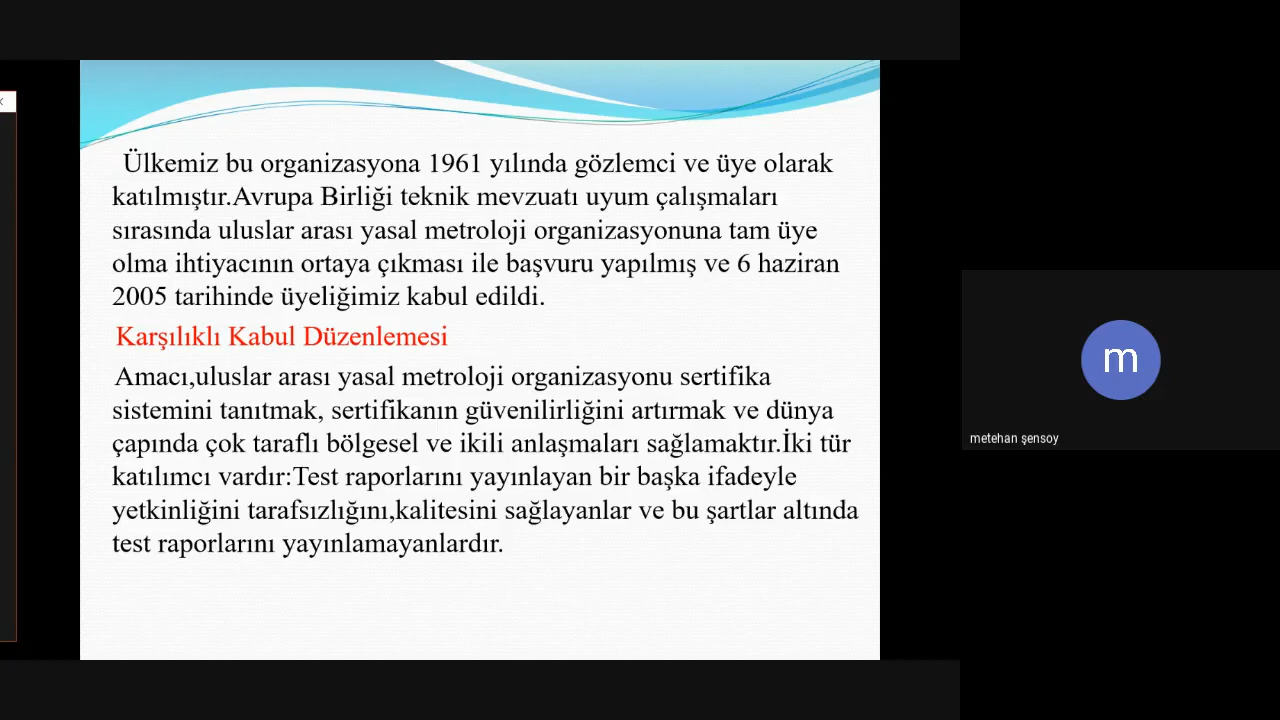 Ülkemiz bu organizasyona 1961 yılında gözlemci ve üye olarak
katılmıştır.Avrupa Birliği teknik mevzuatı uyum çalışmaları
sırasında uluslar arası yasal metroloji organizasyonuna tam üye
olma ihtiyacının ortaya çıkması ile başvuru yapılmış ve 6 haziran
2005 tarihinde üyeliğimiz kabul edildi.
Karşılıklı Kabul Düzenlemesi
Amacı,uluslar arası yasal metroloji organizasyonu sertifika
sistemini tanıtmak, sertifikanın güvenilirliğini artırmak ve dünya
çapında çok taraflı bölgesel ve ikili anlaşmaları sağlamaktır.İki tür
katılımcı vardır:Test raporlarını yayınlayan bir başka ifadeyle
yetkinliğini tarafsızlığını,kalitesini sağlayanlar ve bu şartlar altında
test raporlarını yayınlamayanlardır.
m
metehan şensoy